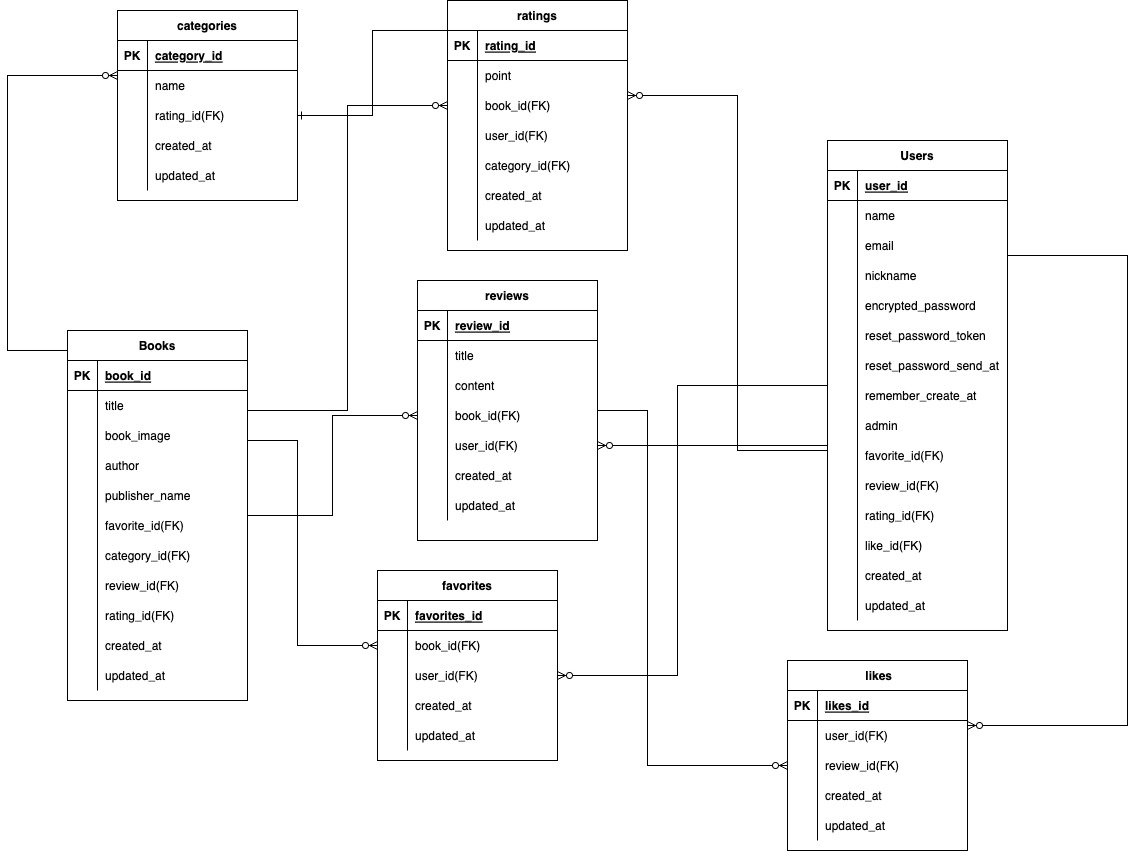 categories
PK category_id
name
rating_id(FK)
created_at
updated_at
ratings
PK rating_id
point
book_id(FK)
user_id(FK)
category_id(FK)
created_at
updated_at
Users
PK user_id
name
email
nickname
encrypted_password
reset_password_token
reset_password_send_at
remember_create_at
admin
favorite_id(FK)
review_id(FK)
rating_id(FK)
like_id(FK)
created_at
updated_at
reviews
PK review_id
title
content
book_id(FK)
user_id(FK)
created_at
updated_at
Books
PK book_id
title
book_image
author
publisher_name
favorite_id(FK)
category_id(FK)
review_id(FK)
rating_id(FK)
created_at
updated_at
favorites
PK favorites_id
book_id(FK)
user_id(FK)
created_at
updated_at
likes
PK likes_id
user_id(FK)
review_id(FK)
created_at
updated_at